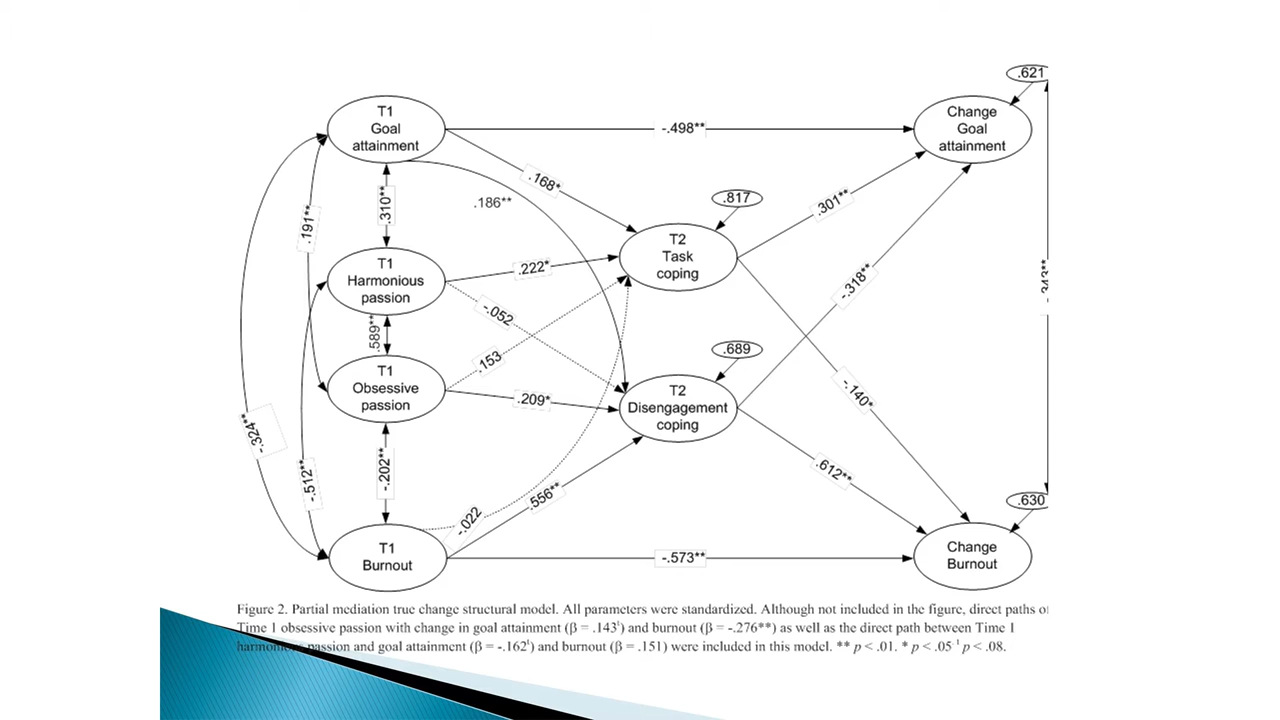 .621
T1
Goal
attainment
-.498**
Change
Goal
attainment
.168*
.186**
.310**
.191**
.817
.301**
T2
Task
coping
T1
Harmonious
passion
.222*
-.318**
-.052
.589**
.153
.689
T1
Obsessive
passion
.209*
T2
Disengagement
coping
-.140*
-.324**
-.512**
-.202**
.612**
.556**
-.022
.630
T1
Burnout
-.573**
Change
Burnout
Figure 2. Partial mediation true change structural model. All parameters were standardized. Although not included in the figure, direct paths
Time 1 obsessive passion with change in goal attainment (β = .143ᵗ) and burnout (β = -.276**) as well as the direct path between Time 1
harmonious passion and goal attainment (β = -.162ᵗ) and burnout (β = .151) were included in this model. ** p < .01. * p < .05 ᵗ p < .08.